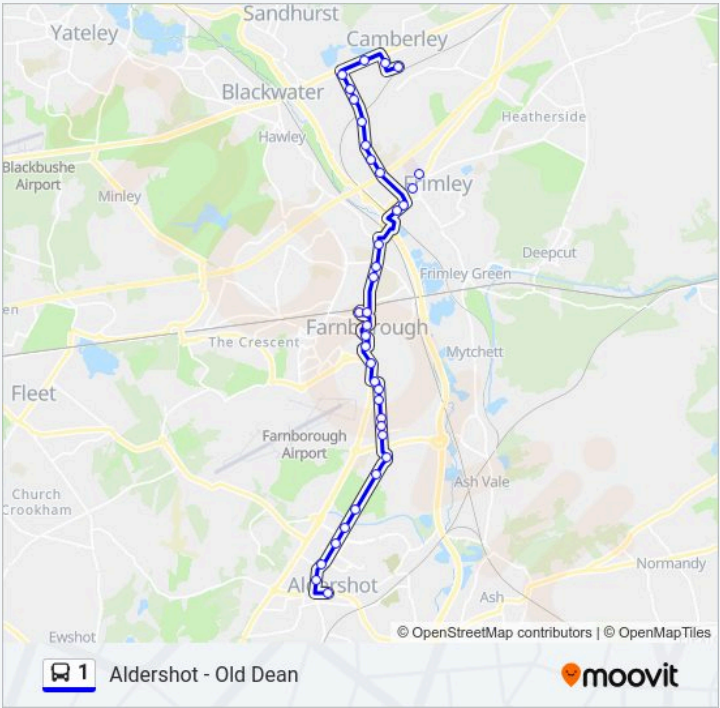 Sandhurst
Yateley
Camberley
Blackwater
Heatherside
Hawley
Blackbushe
Airport
Frimley
Minley
Deepcut
Frimley Green
en
Farnborough
The Crescent
Mytchett
Fleet
Farnborough
Airport
Ash Vale
Church
Crookham
Normandy
Aldershot
Ash
Ewshot
© OpenStreetMap contributors | © OpenMapTiles
1 Aldershot - Old Dean
moovit